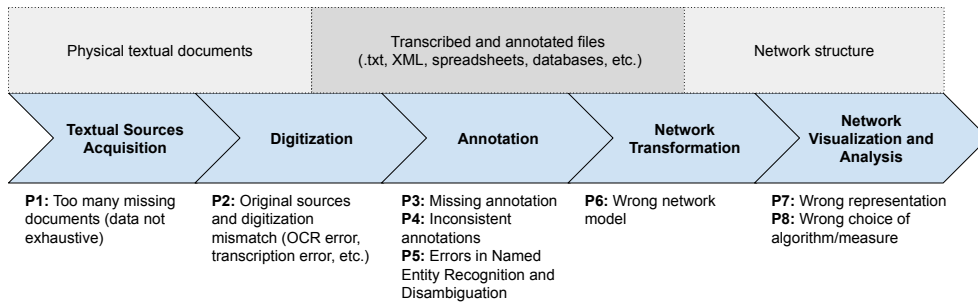 Physical textual documents
Transcribed and annotated files
(.txt, XML, spreadsheets, databases, etc.)
Network structure
Textual Sources
Acquisition
Digitization
Annotation
Network
Transformation
Network
Visualization and
Analysis
P1: Too many missing
documents (data not
exhaustive)
P2: Original sources
and digitization
mismatch (OCR error,
transcription error, etc.)
P3: Missing annotation
P4: Inconsistent
annotations
P5: Errors in Named
Entity Recognition and
Disambiguation
P6: Wrong network
model
P7: Wrong representation
P8: Wrong choice of
algorithm/measure